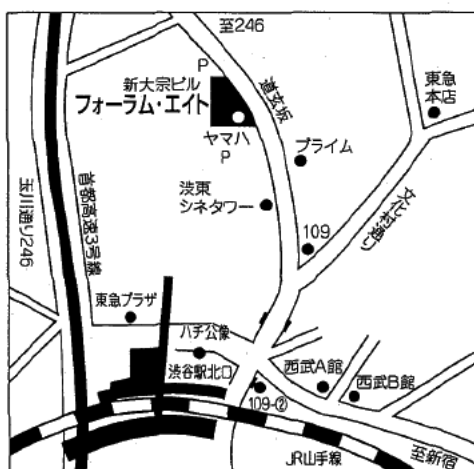 至246
P
新大宗ビル
フォーラム・エイト
ヤマハ
P
道玄坂
東急
本店
プライム
渋東
シネタワー
文化村通り
109
玉川通り246
首都高速3号線
東急プラザ
ハチ公像
渋谷駅北口
109-②
西武A館
西武B館
JR山手線
至新宿